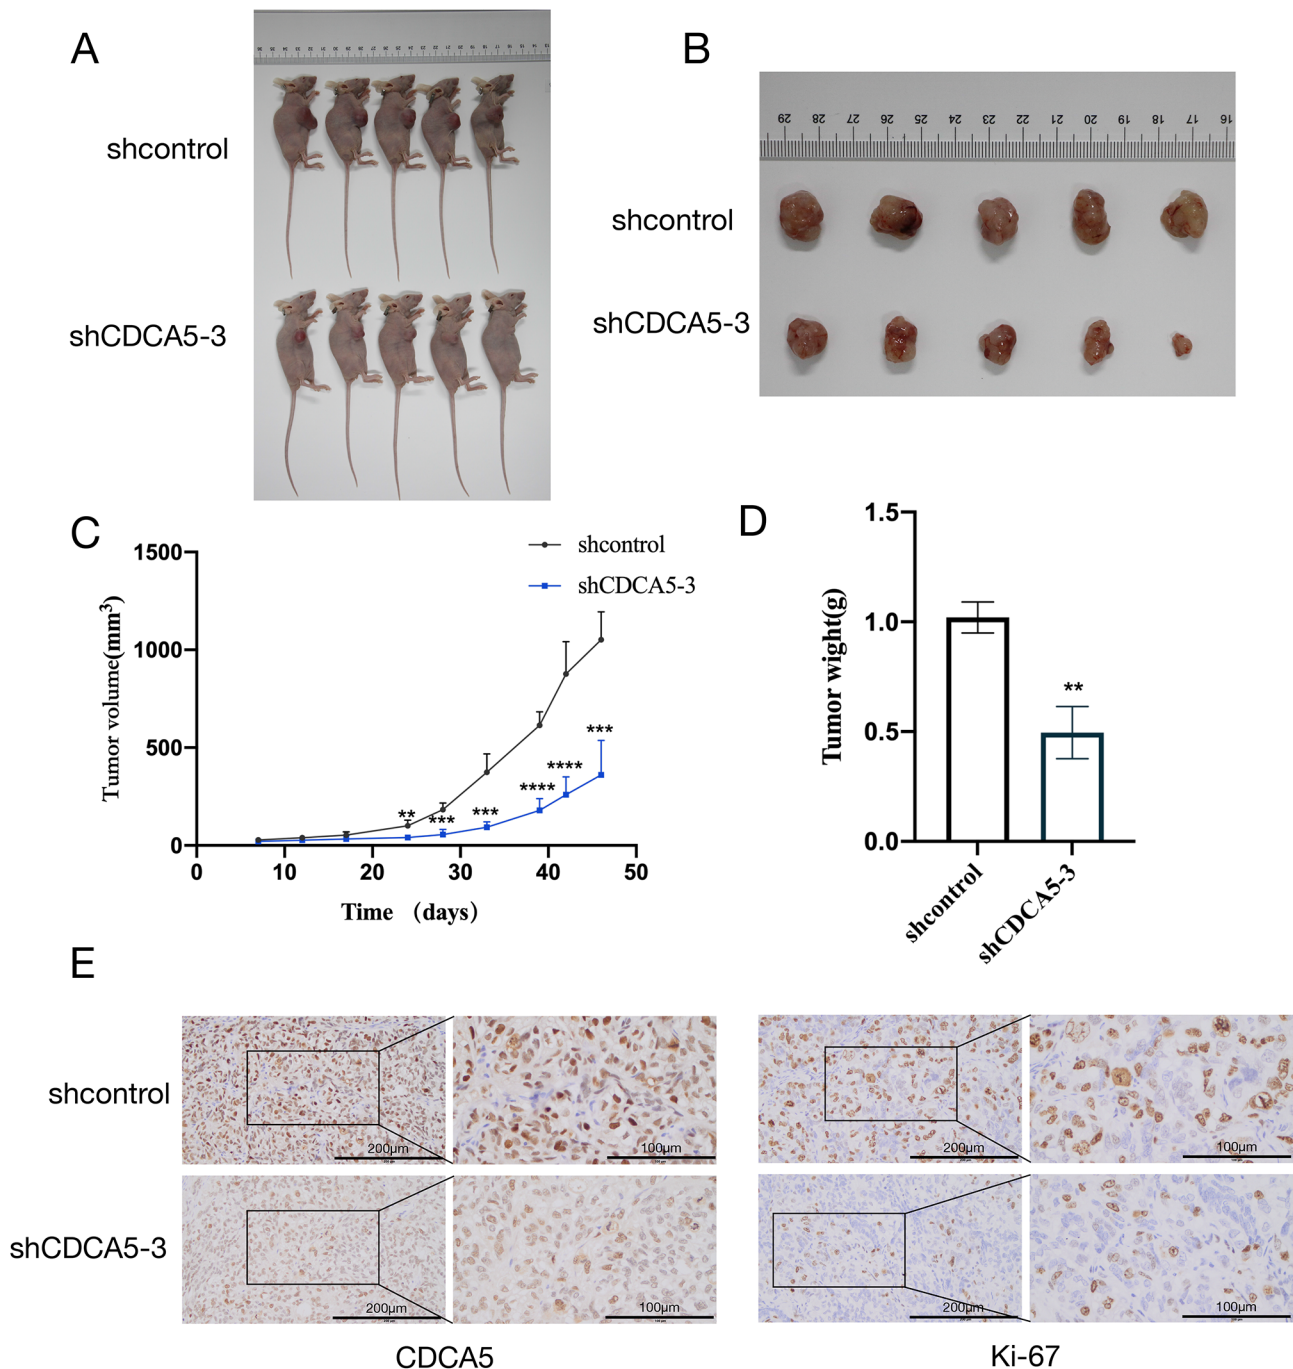 A
shcontrol
shCDCA5-3
B
29 28 27 26 25 24 23 22 21 20 19 18 17 16
shcontrol
shCDCA5-3
C
Tumor volume(mm³)
1500
1000
500
0
0 10 20 30 40 50
Time (days)
shcontrol
shCDCA5-3
**
***
***
****
****
***
D
Tumor wight(g)
1.5
1.0
0.5
0.0
**
shcontrol
shCDCA5-3
E
shcontrol
200μm
100μm
200μm
100μm
shCDCA5-3
200μm
100μm
200μm
100μm
CDCA5
Ki-67